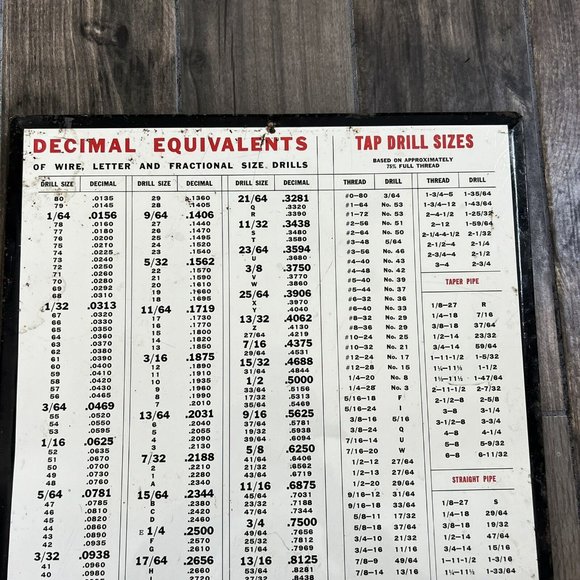 DECIMAL EQUIVALENTS
OF WIRE, LETTER AND FRACTIONAL SIZE DRILLS
DRILL SIZE DECIMAL
80 .0135
79 .0145
1/64 .0156
78 .0160
77 .0180
76 .0200
75 .0210
74 .0225
73 .0240
72 .0250
71 .0260
70 .0280
69 .0292
68 .0310
1/32 .0313
67 .0320
66 .0330
65 .0350
64 .0360
63 .0370
62 .0380
61 .0390
60 .0400
59 .0410
58 .0420
57 .0430
56 .0465
3/64 .0469
55 .0520
54 .0550
53 .0595
1/16 .0625
52 .0635
51 .0670
50 .0700
49 .0730
48 .0760
5/64 .0781
47 .0785
46 .0810
45 .0820
44 .0860
43 .0890
42 .0935
3/32 .0938
41 .0960
40 .0980
DRILL SIZE DECIMAL
29 .1360
28 .1405
9/64 .1406
27 .1440
26 .1470
25 .1495
24 .1520
23 .1540
5/32 .1562
22 .1570
21 .1590
20 .1610
19 .1660
18 .1695
11/64 .1719
17 .1730
16 .1770
15 .1800
14 .1820
13 .1850
3/16 .1875
12 .1890
11 .1910
10 .1935
9 .1960
8 .1990
7 .2010
13/64 .2031
6 .2040
5 .2055
4 .2090
3 .2130
7/32 .2188
2 .2210
1 .2280
A .2340
15/64 .2344
B .2380
C .2420
D .2460
E 1/4 .2500
F .2570
G .2610
17/64 .2656
H .2660
I .2720
DRILL SIZE DECIMAL
21/64 .3281
Q .3320
R .3390
11/32 .3438
S .3480
T .3580
23/64 .3594
U .3680
3/8 .3750
V .3770
W .3860
25/64 .3906
X .3970
Y .4040
13/32 .4062
Z .4130
27/64 .4219
7/16 .4375
29/64 .4531
15/32 .4688
31/64 .4844
1/2 .5000
33/64 .5156
17/32 .5313
35/64 .5469
9/16 .5625
37/64 .5781
19/32 .5938
39/64 .6094
5/8 .6250
41/64 .6406
21/32 .6562
43/64 .6719
11/16 .6875
45/64 .7031
23/32 .7188
47/64 .7344
3/4 .7500
49/64 .7656
25/32 .7812
51/64 .7969
13/16 .8125
53/64 .8281
27/32 .8438
TAP DRILL SIZES
BASED ON APPROXIMATELY
75% FULL THREAD
THREAD DRILL
#0-80 3/64
#1-64 No. 53
#1-72 No. 53
#2-56 No. 50
#2-64 No. 50
#3-48 5/64
#3-56 No. 46
#4-40 No. 43
#4-48 No. 42
#5-40 No. 39
#5-44 No. 37
#6-32 No. 36
#6-40 No. 33
#8-32 No. 29
#8-36 No. 29
#10-24 No. 25
#10-32 No. 21
#12-24 No. 17
#12-28 No. 15
1/4-20 No. 8
1/4-28 No. 3
5/16-18 F
5/16-24 I
3/8-16 O
3/8-24 Q
7/16-14 U
7/16-20 W
1/2-12 27/64
1/2-13 27/64
1/2-20 29/64
9/16-12 31/64
9/16-18 33/64
5/8-11 17/32
5/8-18 37/64
3/4-10 21/32
3/4-16 11/16
7/8-9 49/64
7/8-14 13/16
THREAD DRILL
1-3/4-5 1-35/64
1-3/4-12 1-43/64
2-4-1/2 1-25/32
2-12 1-59/64
2-1/4-4-1/2 2-1/32
2-1/2-4 2-1/4
2-3/4-4 2-1/2
3-4 2-3/4
TAPER PIPE
1/8-27 R
1/4-18 7/16
3/8-18 37/64
1/2-14 23/32
3/4-14 59/64
1-11-1/2 1-5/32
1¼-11½ 1-1/2
1½-11½ 1-47/64
2-11-1/2 2-7/32
2-1/2-8 2-5/8
3-8 3-1/4
3-1/2-8 3-3/4
4-8 4-1/4
5-8 5-9/32
6-8 6-11/32
STRAIGHT PIPE
1/8-27 S
1/4-18 29/64
3/8-18 19/32
1/2-14 47/64
3/4-14 15/16
1-11-1/2 1-3/16
1¼-11½ 1-33/64